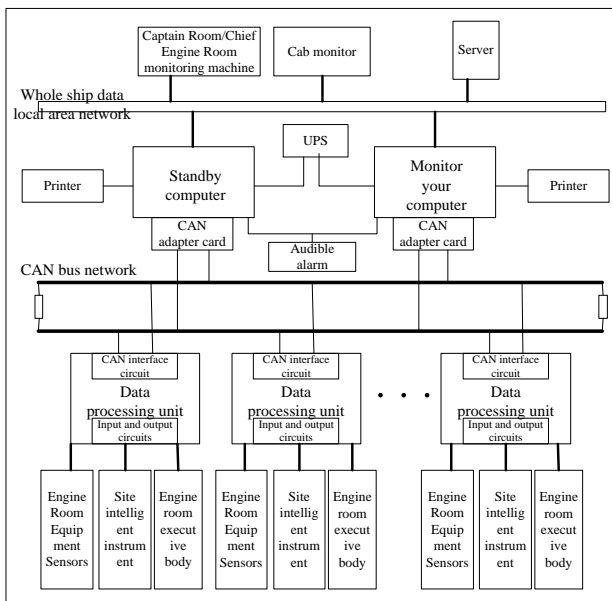 Captain Room/Chief
Engine Room
monitoring machine
Cab monitor
Server
Whole ship data
local area network
UPS
Printer
Standby
computer
Monitor
your
computer
Printer
CAN
adapter card
Audible
alarm
CAN
adapter card
CAN bus network
CAN interface
circuit
Data
processing unit
Input and output
circuits
CAN interface
circuit
Data
processing unit
Input and output
circuits
. . .
CAN interface
circuit
Data
processing unit
Input and output
circuits
Engine
Room
Equip
ment
Sensors
Site
intellig
ent
instrum
ent
Engine
room
execut
ive
body
Engine
Room
Equip
ment
Sensors
Site
intellig
ent
instrum
ent
Engine
room
execut
ive
body
Engine
Room
Equip
ment
Sensors
Site
intellig
ent
instrum
ent
Engine
room
execut
ive
body